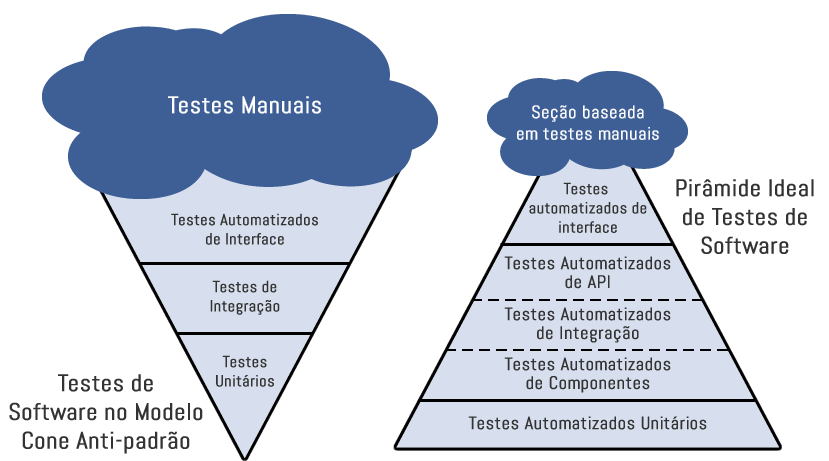 Testes Manuais
Testes Automatizados
de Interface
Testes de
Integração
Testes
Unitários
Testes de
Software no Modelo
Cone Anti-padrão
Seção baseada
em testes manuais
Testes
automatizados de
interface
Testes Automatizados
de API
Testes Automatizados
de Integração
Testes Automatizados
de Componentes
Testes Automatizados Unitários
Pirâmide Ideal
de Testes de
Software